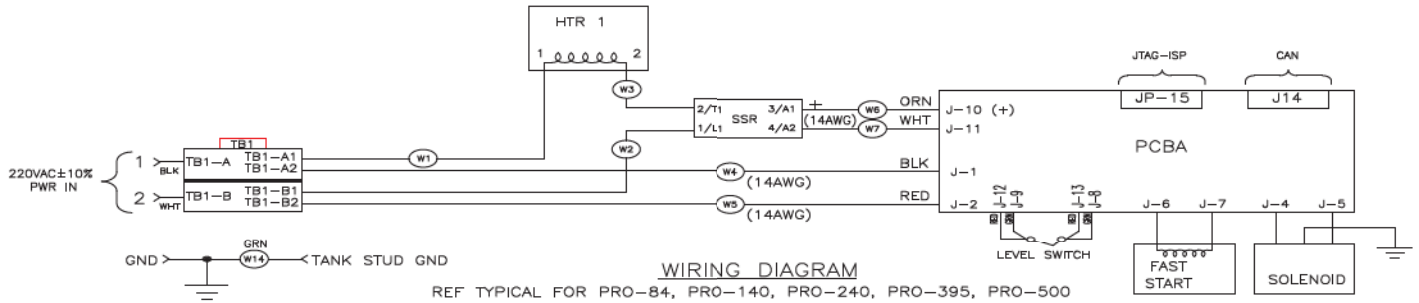 HTR 1
1 2
W3
JTAG-ISP
CAN
JP-15
J14
2/T1 3/A1 +
SSR
1/L1 4/A2
(14AWG)
W6
W7
ORN
WHT
J-10 (+)
J-11
PCBA
TB1
220VAC±10%
PWR IN
1
BLK
TB1-A
TB1-A1
TB1-A2
W1
W2
W4
(14AWG)
BLK
J-1
2
WHT
TB1-B
TB1-B1
TB1-B2
W5
(14AWG)
RED
J-2
J-12
J-9
J-13
J-8
J-6
J-7
J-4
J-5
LEVEL SWITCH
FAST
START
SOLENOID
GND
GRN
W14
TANK STUD GND
WIRING DIAGRAM
REF TYPICAL FOR PRO-84, PRO-140, PRO-240, PRO-395, PRO-500